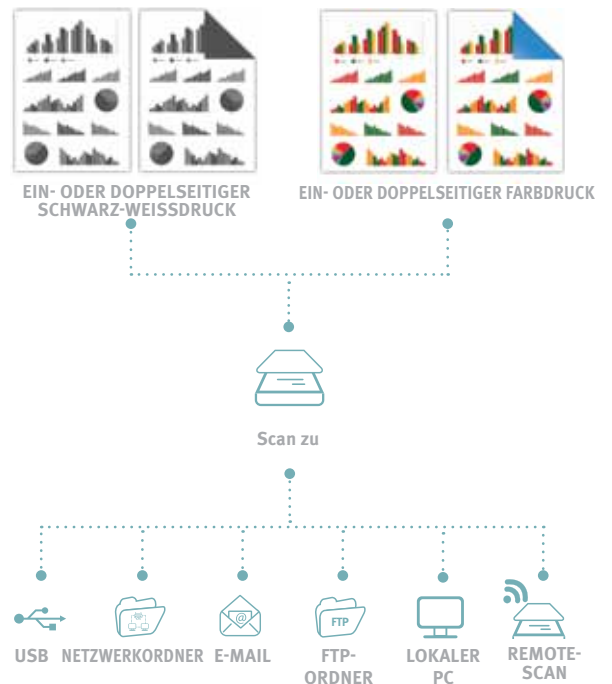 EIN- ODER DOPPELSEITIGER
SCHWARZ-WEISSDRUCK
EIN- ODER DOPPELSEITIGER FARBDRUCK
Scan zu
@
FTP
USB
NETZWERKORDNER
E-MAIL
FTP-
ORDNER
LOKALER
PC
REMOTE-
SCAN